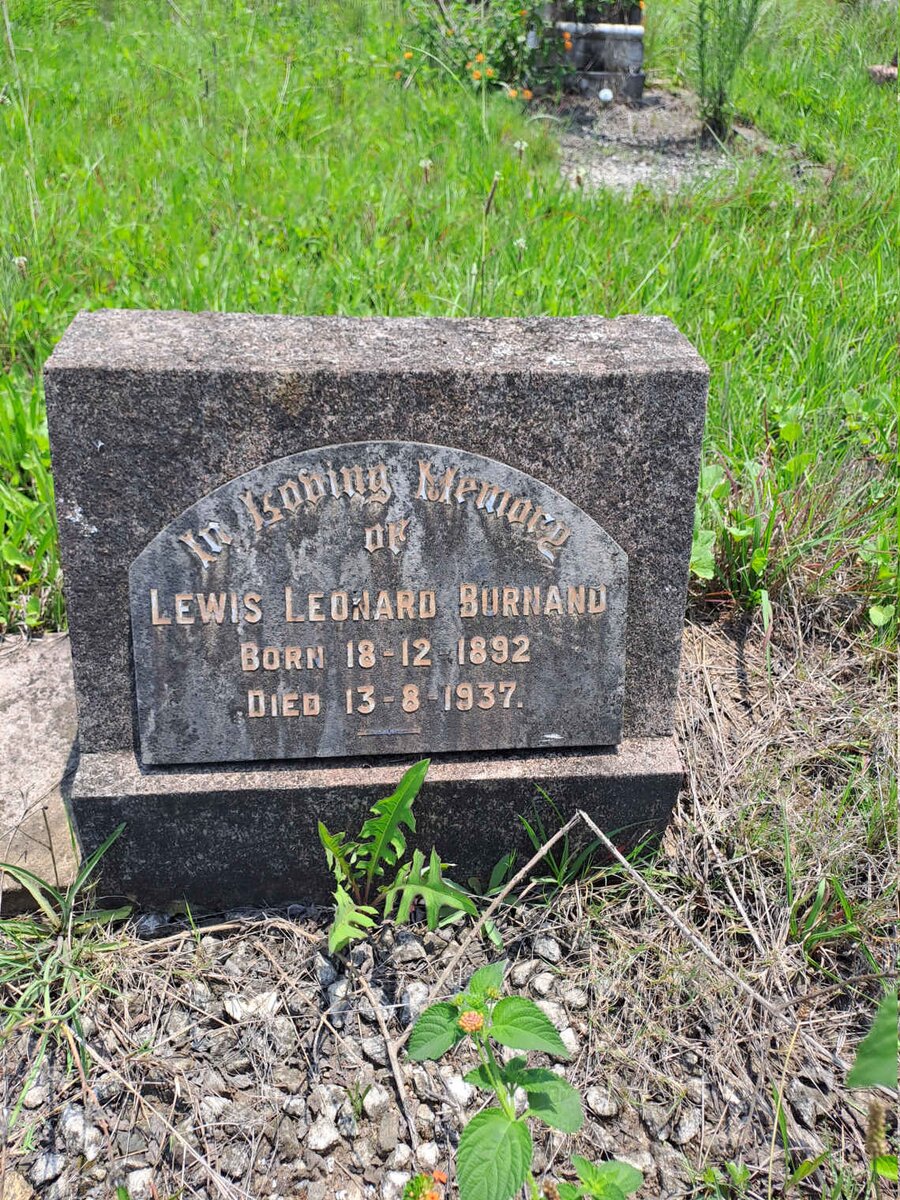 In Loving Memory
OF
LEWIS LEONARD BURNAND
BORN 18-12-1892
DIED 13-8-1937.